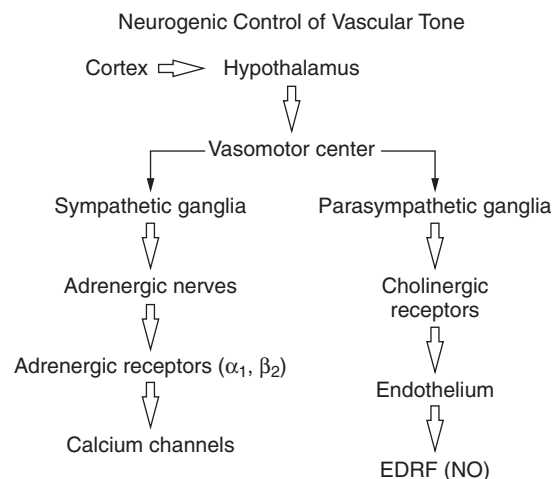 Neurogenic Control of Vascular Tone
Cortex Hypothalamus
Vasomotor center
Sympathetic ganglia
Parasympathetic ganglia
Adrenergic nerves
Cholinergic
receptors
Adrenergic receptors (α1, β2)
Endothelium
Calcium channels
EDRF (NO)